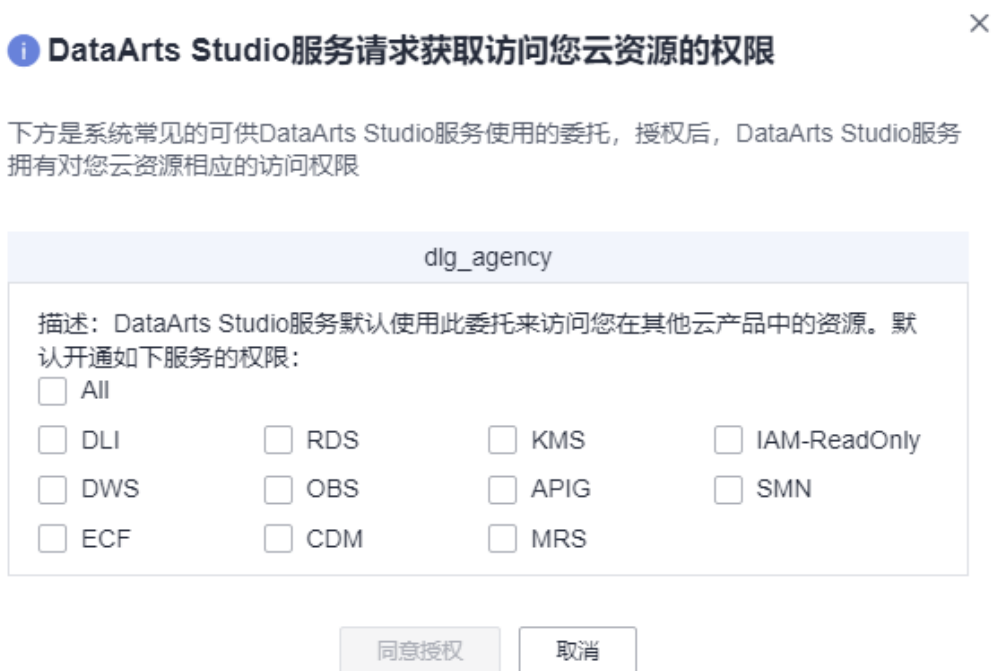 DataArts Studio服务请求获取访问您云资源的权限
下方是系统常见的可供DataArts Studio服务使用的委托，授权后，DataArts Studio服务
拥有对您云资源相应的访问权限
dlg_agency
描述：DataArts Studio服务默认使用此委托来访问您在其他云产品中的资源。默
认开通如下服务的权限：
All
DLI RDS KMS IAM-ReadOnly
DWS OBS APIG SMN
ECF CDM MRS
同意授权 取消